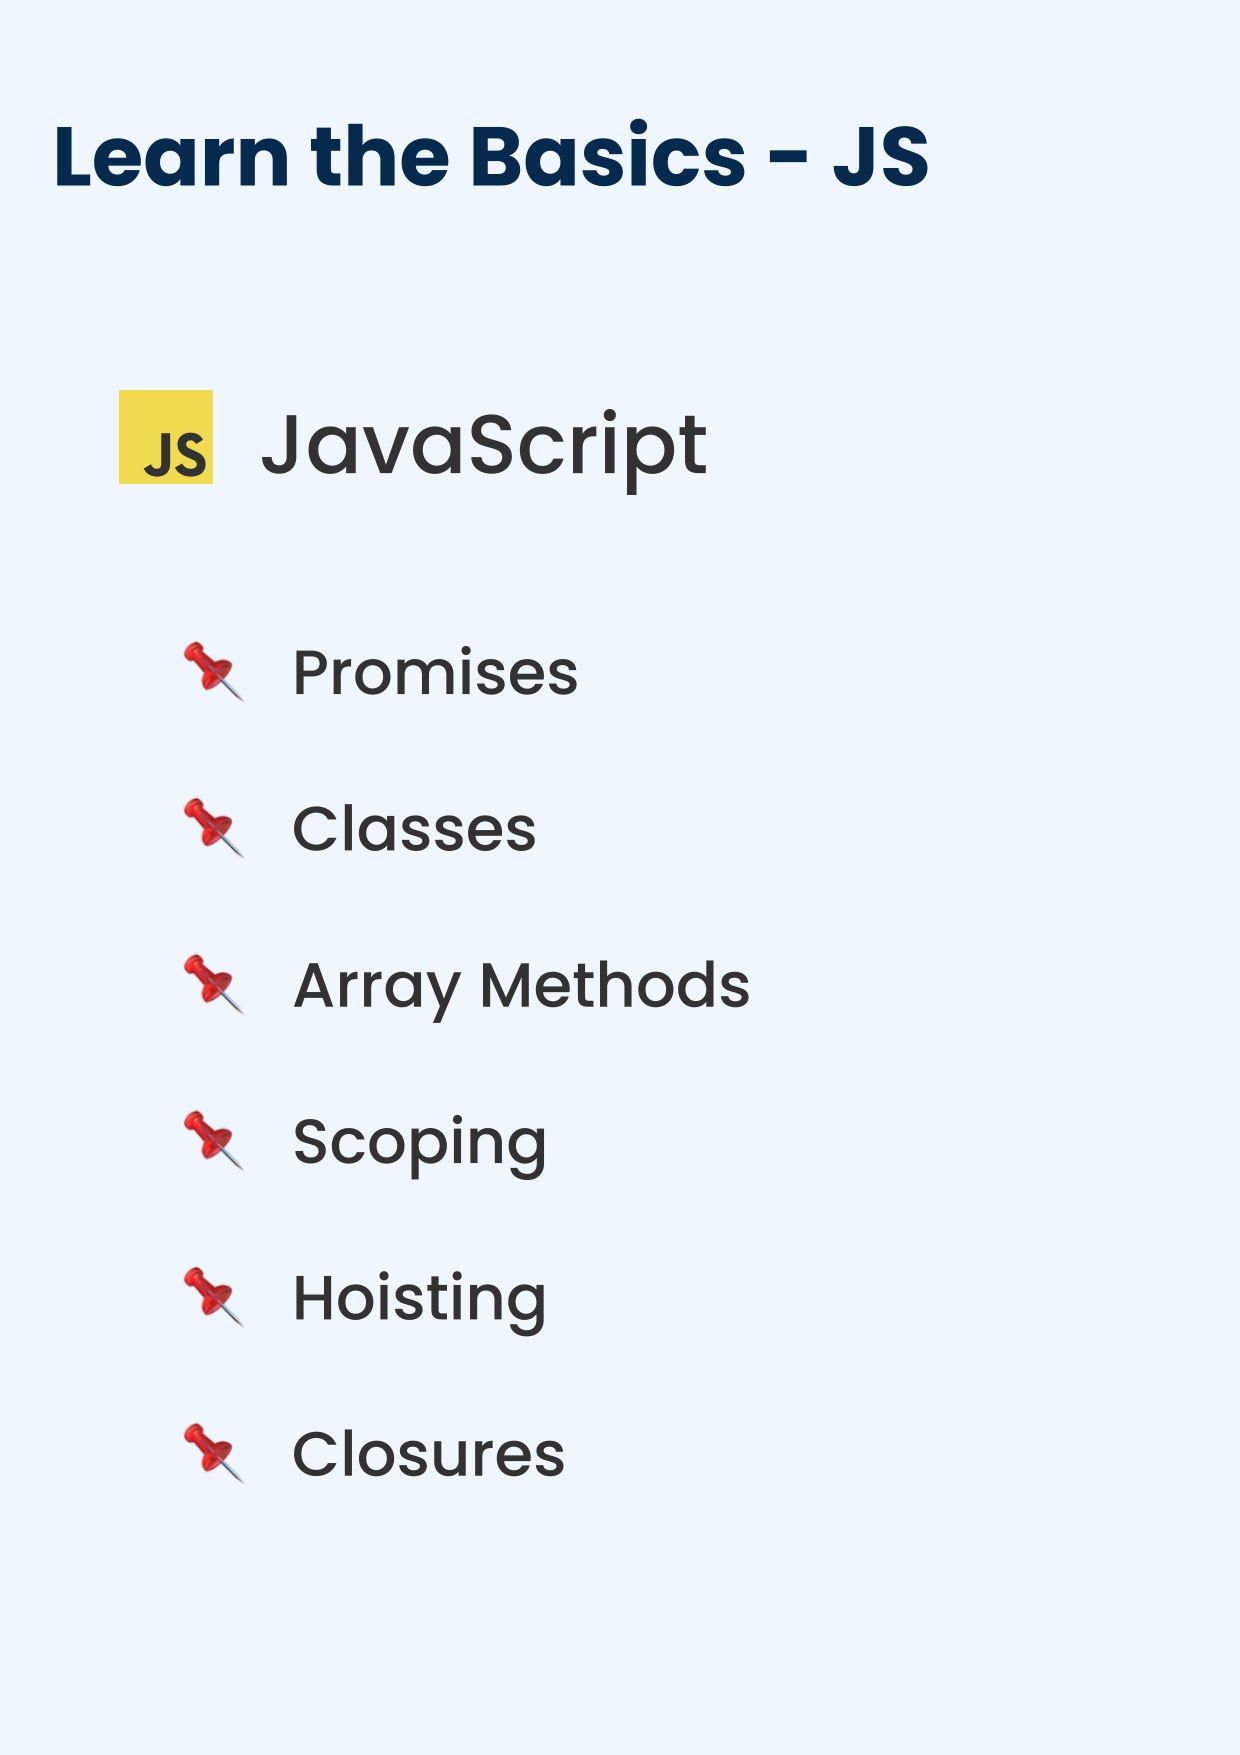 Learn the Basics - JS
JS JavaScript
Promises
Classes
Array Methods
Scoping
Hoisting
Closures